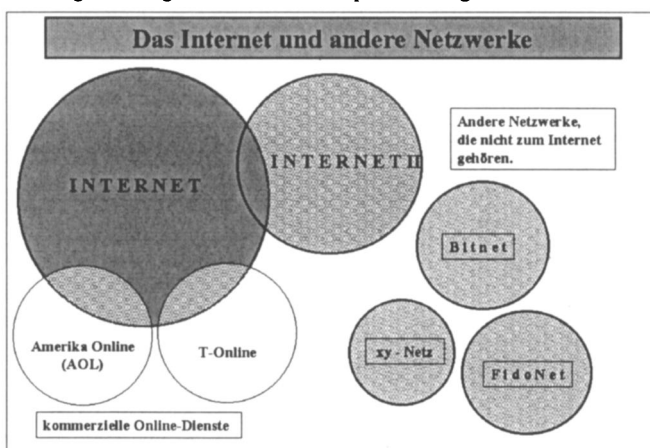 Das Internet und andere Netzwerke
INTERNET
INTERNET II
Andere Netzwerke,
die nicht zum Internet
gehören.
Bitnet
Amerika Online
(AOL)
T-Online
xy - Netz
FidoNet
kommerzielle Online-Dienste